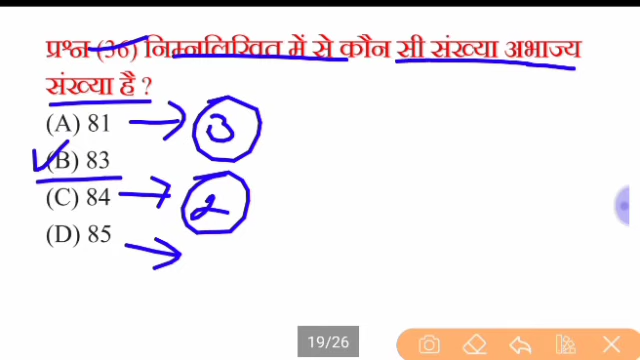 प्रश्न (36) निम्नलिखित में से कौन सी संख्या अभाज्य
संख्या है ?
(A) 81 3
(B) 83
(C) 84 2
(D) 85
19/26